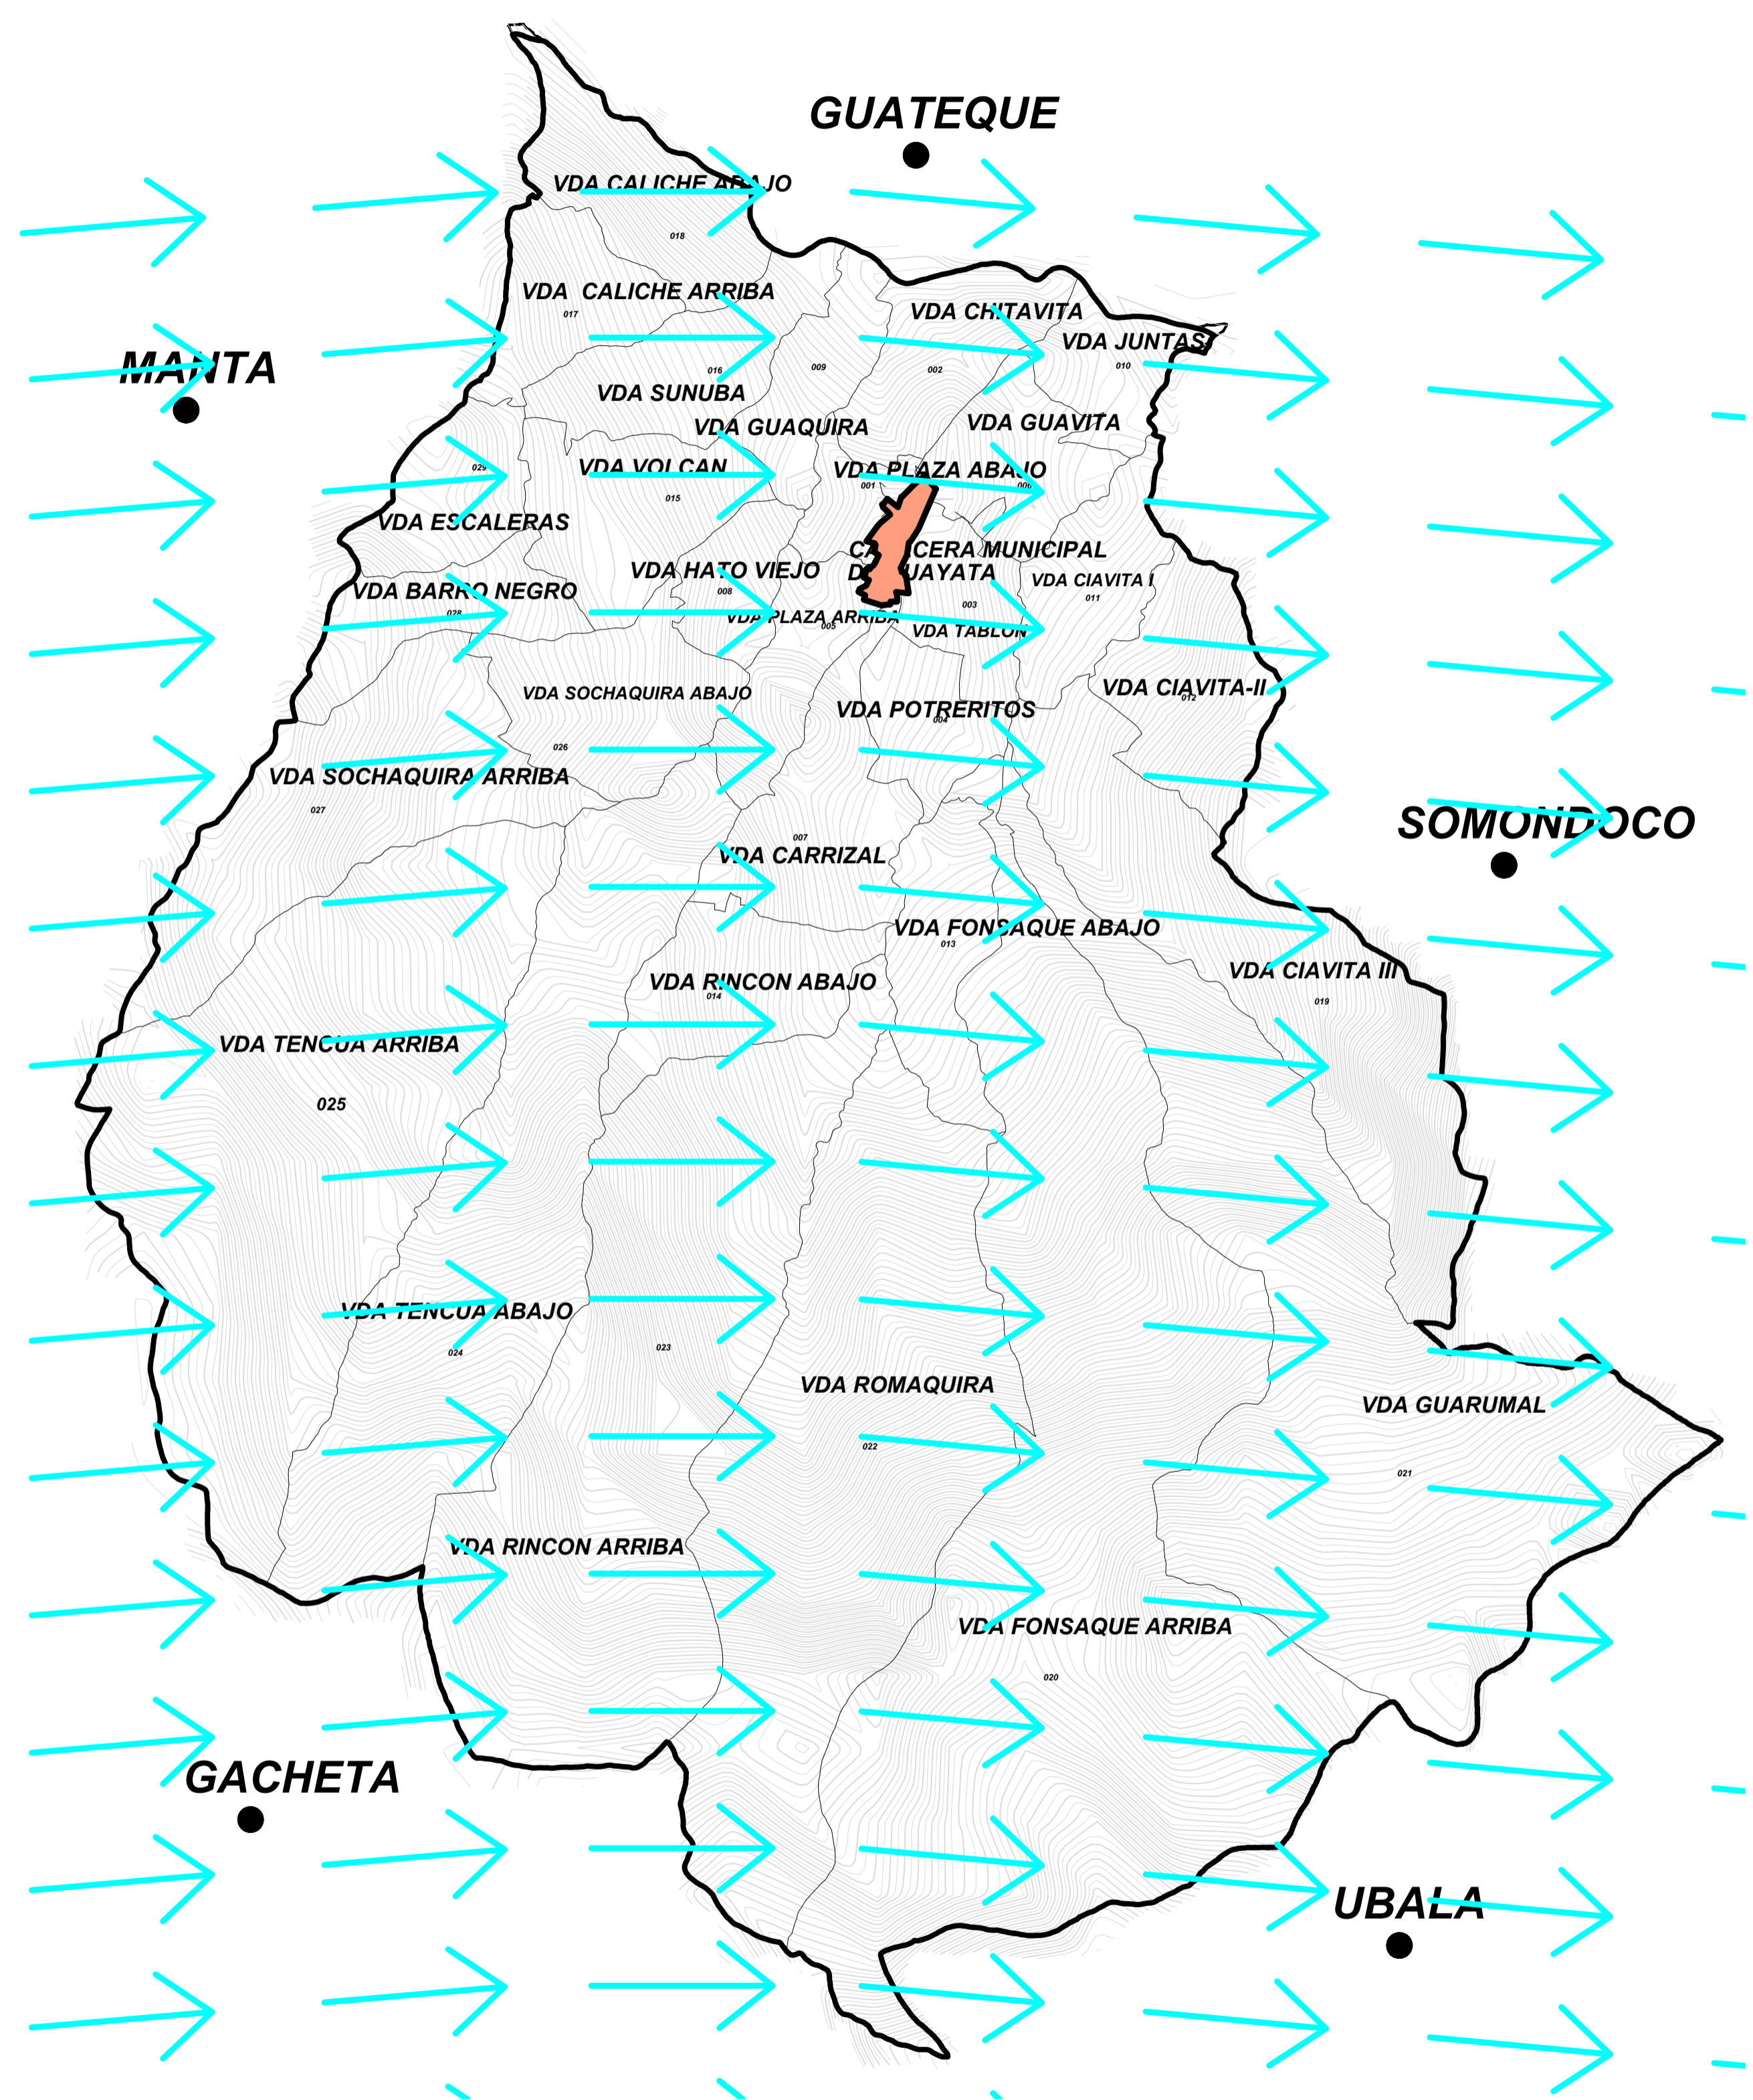 GUATEQUE
VDA CALICHE ABAJO
018
VDA  CALICHE ARRIBA
017
VDA CHITAVITA
VDA JUNTAS
MANTA
016
009
002
010
VDA SUNUBA
VDA GUAQUIRA
VDA GUAVITA
029
VDA VOLCAN
VDA PLAZA ABAJO
015
001
006
VDA ESCALERAS
CABECERA MUNICIPAL
DE GUAYATA
VDA HATO VIEJO
VDA CIAVITA I
VDA BARRO NEGRO
008
011
028
003
VDA PLAZA ARRIBA
005
VDA TABLON
VDA SOCHAQUIRA ABAJO
VDA CIAVITA-II
012
VDA POTRERITOS
004
026
VDA SOCHAQUIRA ARRIBA
027
SOMONDOCO
007
VDA CARRIZAL
VDA FONSAQUE ABAJO
013
VDA CIAVITA III
019
VDA RINCON ABAJO
014
VDA TENCUA ARRIBA
025
VDA TENCUA ABAJO
024
023
VDA ROMAQUIRA
022
VDA GUARUMAL
021
VDA RINCON ARRIBA
VDA FONSAQUE ARRIBA
020
GACHETA
UBALA